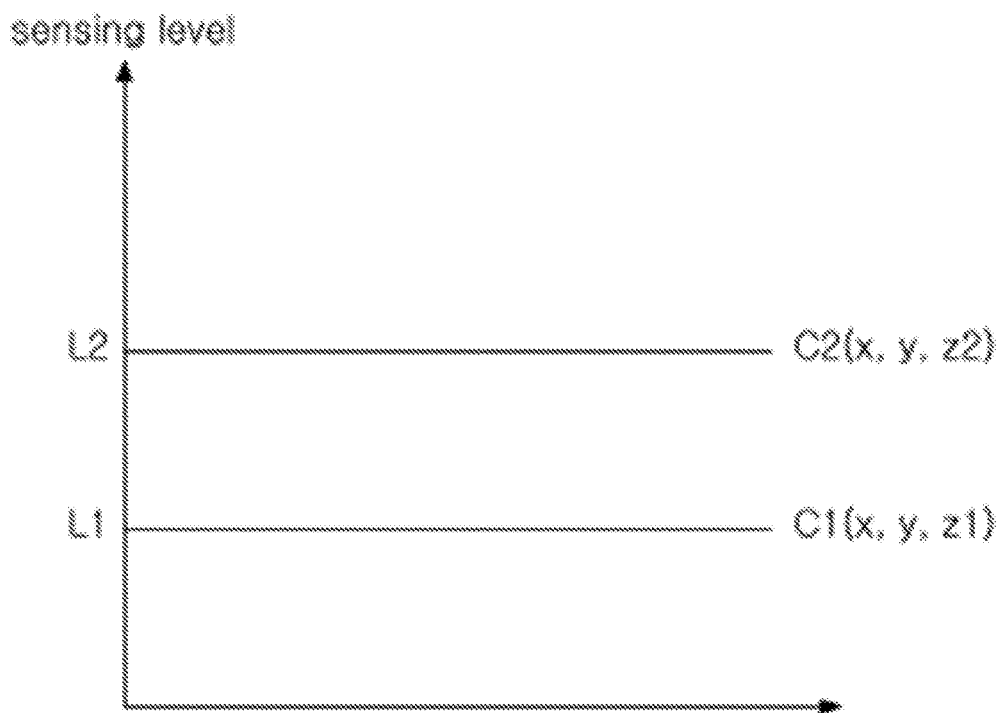 sensing level
L2
C2(x, y, z2)
L1
C1(x, y, z1)